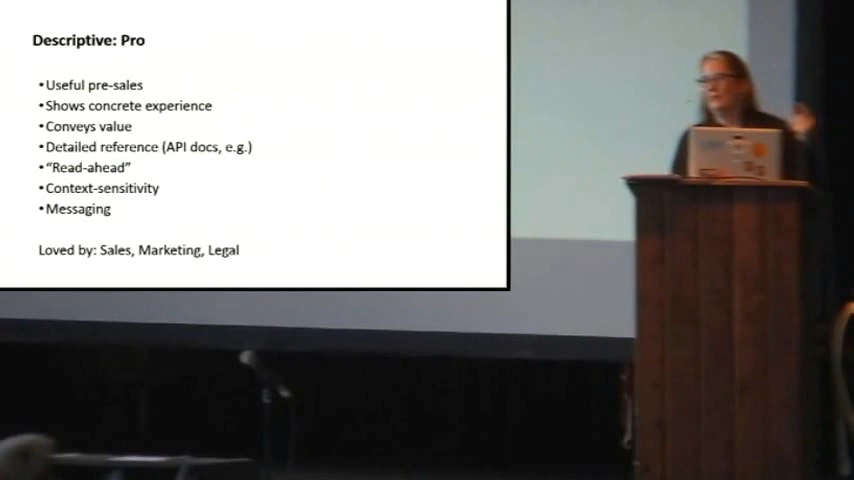 Descriptive: Pro
•Useful pre-sales
•Shows concrete experience
•Conveys value
•Detailed reference (API docs, e.g.)
•“Read-ahead”
•Context-sensitivity
•Messaging
Loved by: Sales, Marketing, Legal